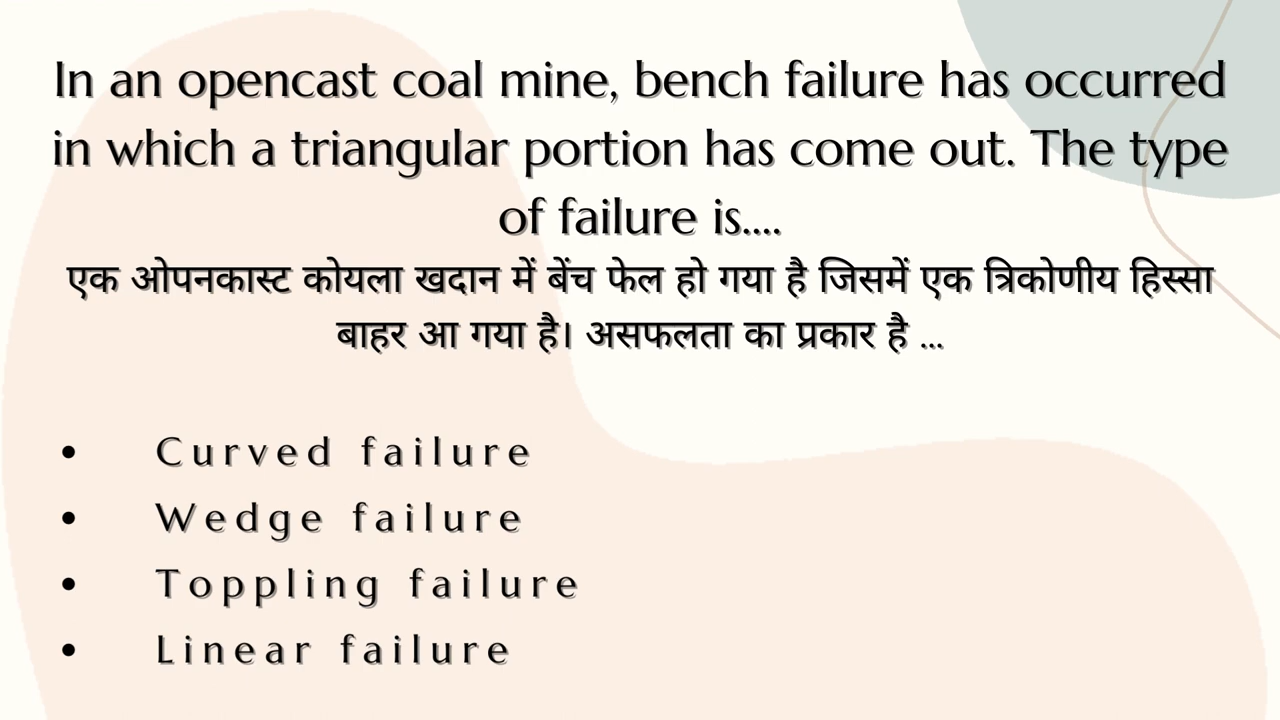 In an opencast coal mine, bench failure has occurred
in which a triangular portion has come out. The type
of failure is....
एक ओपनकास्ट कोयला खदान में बेंच फेल हो गया है जिसमें एक त्रिकोणीय हिस्सा
बाहर आ गया है। असफलता का प्रकार है ...
• Curved failure
• Wedge failure
• Toppling failure
• Linear failure